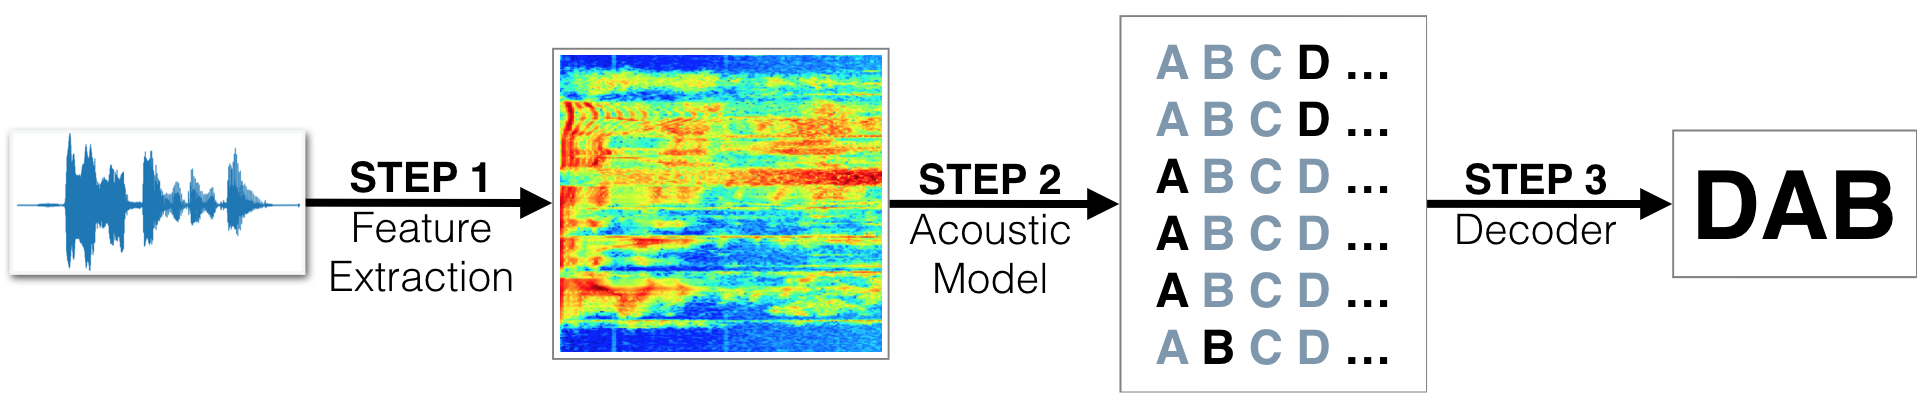 STEP 1
Feature
Extraction
STEP 2
Acoustic
Model
A B C D ...
A B C D ...
A B C D ...
A B C D ...
A B C D ...
A B C D ...
STEP 3
Decoder
DAB